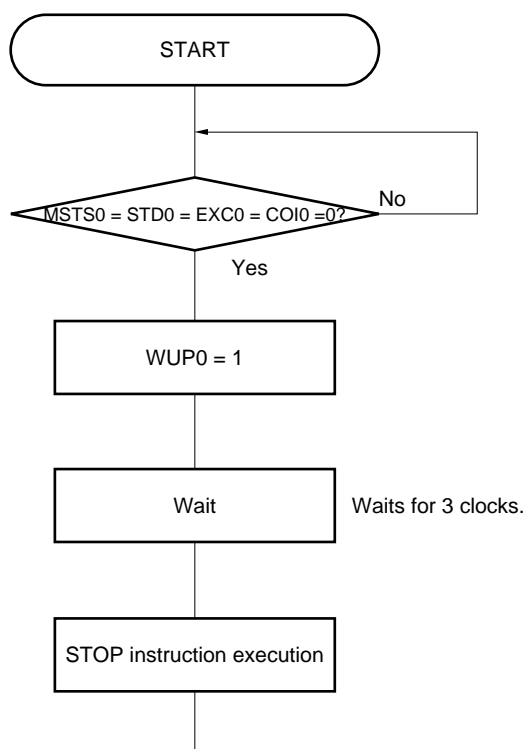 START
MSTS0 = STD0 = EXC0 = COI0 =0?
No
Yes
WUP0 = 1
Wait
Waits for 3 clocks.
STOP instruction execution